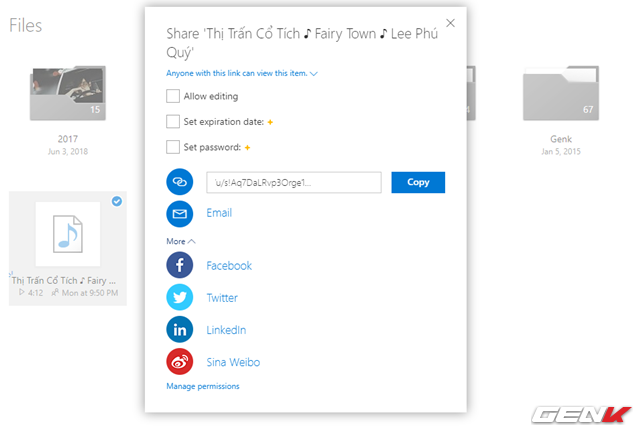 Files
Share 'Thị Trấn Cổ Tích ♪ Fairy Town ♪ Lee Phú
Quý'
Anyone with this link can view this item.
Allow editing
Set expiration date:
Set password:
Copy
Email
More
Facebook
Twitter
LinkedIn
Sina Weibo
Manage permissions
15
2017
Jun 3, 2018
67
Genk
Jan 5, 2015
Thị Trấn Cổ Tích ♪ Fairy ...
4:12 Mon at 9:50 PM
GENK